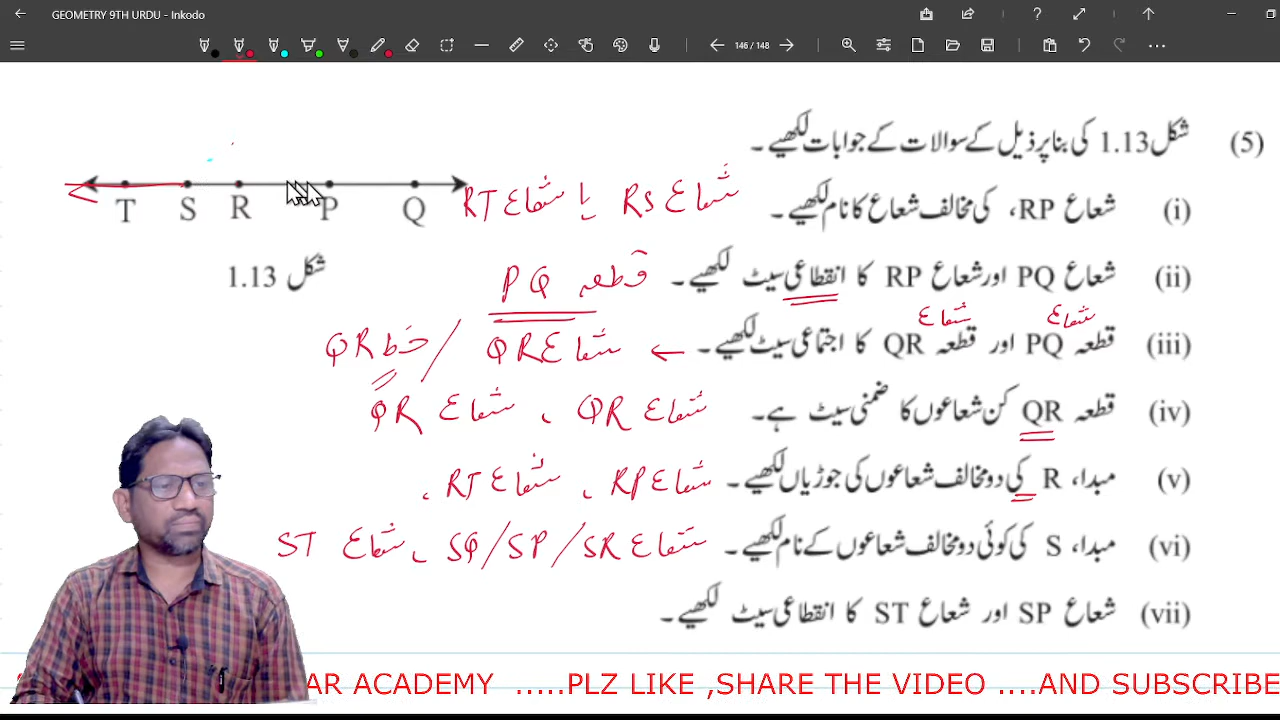 GEOMETRY 9TH URDU - Inkodo
146 / 148
(5) شکل 1.13 کی بنا پر ذیل کے سوالات کے جوابات لکھیے۔
T S R P Q
شکل 1.13
(i) شعاع RP، کی مخالف شعاع کا نام لکھیے۔ شعاع RS یا شعاع RT
(ii) شعاع PQ اور شعاع RP کا انقطاعی سیٹ لکھیے۔ قطعہ PQ
شعاع شعاع
(iii) قطعہ PQ اور قطعہ QR کا اجتماعی سیٹ لکھیے۔ ← شعاع QR / خط QR
(iv) قطعہ QR کن شعاعوں کا ضمنی سیٹ ہے۔ شعاع QR ، شعاع QR
(v) مبدا، R کی دو مخالف شعاعوں کی جوڑیاں لکھیے۔ شعاع RP ، شعاع RT ،
(vi) مبدا، S کی کوئی دو مخالف شعاعوں کے نام لکھیے۔ شعاع SR / SP / SQ ، شعاع ST
(vii) شعاع SP اور شعاع ST کا انقطاعی سیٹ لکھیے۔
AR ACADEMY .....PLZ LIKE ,SHARE THE VIDEO ....AND SUBSCRIBE